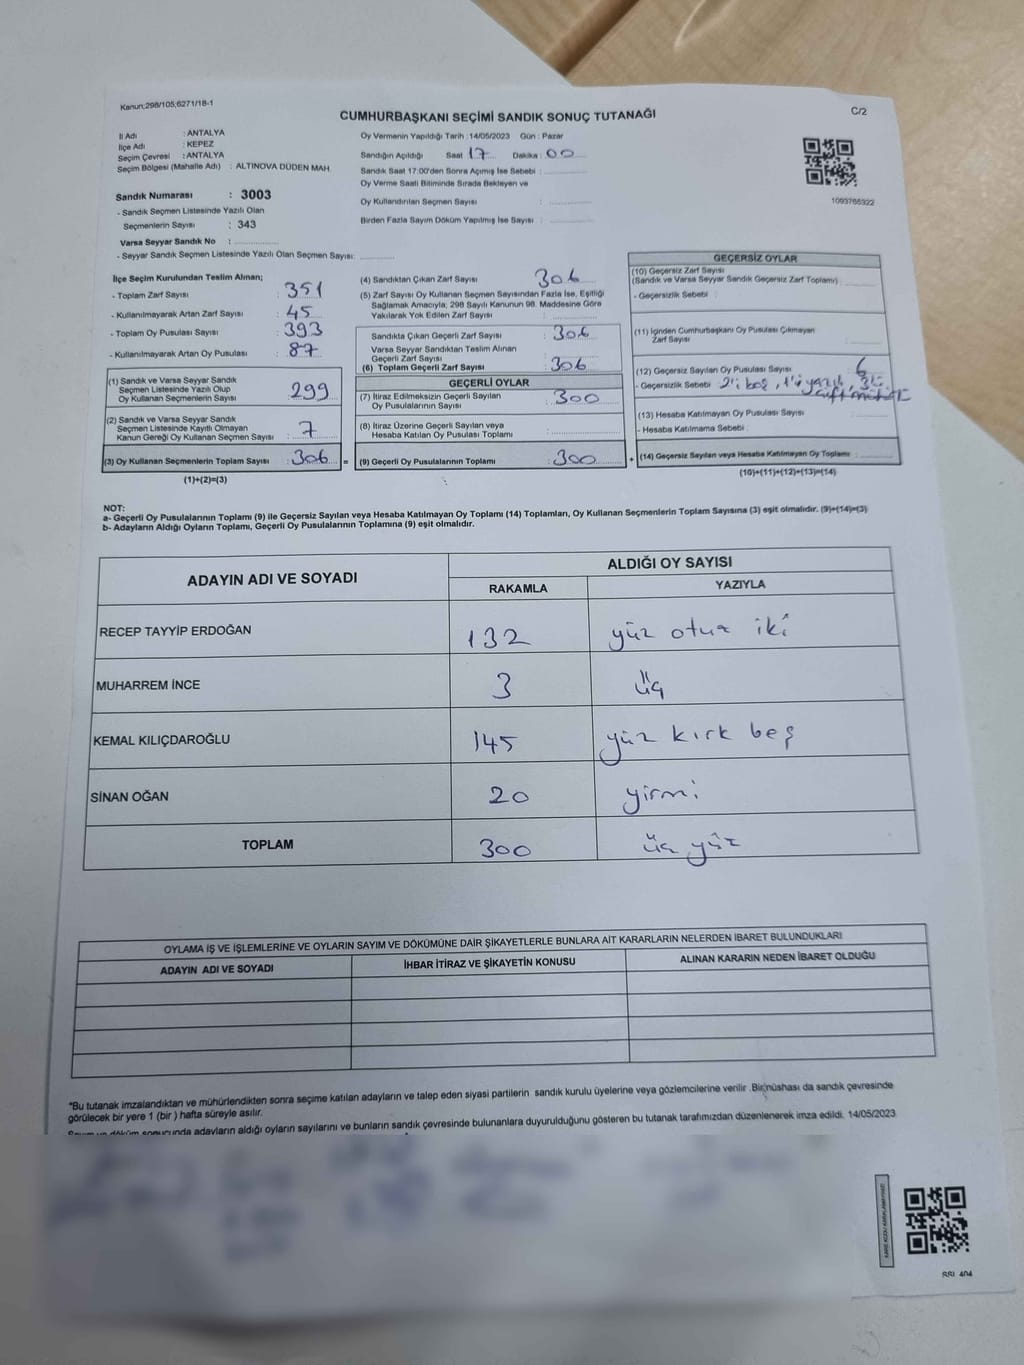 Kanun:298/105;6271/18-1
CUMHURBAŞKANI SEÇİMİ SANDIK SONUÇ TUTANAĞI
C/2
İl Adı : ANTALYA
İlçe Adı : KEPEZ
Seçim Çevresi : ANTALYA
Seçim Bölgesi (Mahalle Adı) : ALTINOVA DÜDEN MAH.
Sandık Numarası : 3003
- Sandık Seçmen Listesinde Yazılı Olan
Seçmenlerin Sayısı : 343
Varsa Seyyar Sandık No :
- Seyyar Sandık Seçmen Listesinde Yazılı Olan Seçmen Sayısı:
Oy Vermenin Yapıldığı Tarih :14/05/2023 Gün : Pazar
Sandığın Açıldığı Saat 17 Dakika : 00
Sandık Saat 17:00'den Sonra Açımış İse Sebebi :
Oy Verme Saati Bitiminde Sırada Bekleyen ve
Oy Kullandırılan Seçmen Sayısı :
Birden Fazla Sayım Döküm Yapılmış İse Sayısı :
1093765322
İlçe Seçim Kurulundan Teslim Alınan;
- Toplam Zarf Sayısı : 351
- Kullanılmayarak Artan Zarf Sayısı : 45
- Toplam Oy Pusulası Sayısı : 393
- Kullanılmayarak Artan Oy Pusulası : 87
(1) Sandık ve Varsa Seyyar Sandık
Seçmen Listesinde Yazılı Olup
Oy Kullanan Seçmenlerin Sayısı : 299
(2) Sandık ve Varsa Seyyar Sandık
Seçmen Listesinde Kayıtlı Olmayan
Kanun Gereği Oy Kullanan Seçmen Sayısı : 7
(3) Oy Kullanan Seçmenlerin Toplam Sayısı : 306 =
(1)+(2)=(3)
(4) Sandıktan Çıkan Zarf Sayısı 306
(5) Zarf Sayısı Oy Kullanan Seçmen Sayısından Fazla İse, Eşitliği
Sağlamak Amacıyla; 298 Sayılı Kanunun 98. Maddesine Göre
Yakılarak Yok Edilen Zarf Sayısı :
Sandıkta Çıkan Geçerli Zarf Sayısı : 306
Varsa Seyyar Sandıktan Teslim Alınan
Geçerli Zarf Sayısı
(6) Toplam Geçerli Zarf Sayısı : 306
GEÇERLİ OYLAR
(7) İtiraz Edilmeksizin Geçerli Sayılan
Oy Pusulalarının Sayısı : 300
(8) İtiraz Üzerine Geçerli Sayılan veya
Hesaba Katılan Oy Pusulası Toplamı :
(9) Geçerli Oy Pusulalarının Toplamı : 300 +
GEÇERSİZ OYLAR
(10) Geçersiz Zarf Sayısı
(Sandık ve Varsa Seyyar Sandık Geçersiz Zarf Toplamı) :
- Geçersizlik Sebebi :
(11) İçinden Cumhurbaşkanı Oy Pusulası Çıkmayan
Zarf Sayısı :
(12) Geçersiz Sayılan Oy Pusulası Sayısı : 6
- Geçersizlik Sebebi 2'i boş, 1'i yazılı,
(13) Hesaba Katılmayan Oy Pusulası Sayısı :
- Hesaba Katılmama Sebebi :
(14) Geçersiz Sayılan veya Hesaba Katılmayan Oy Toplamı :
(10)+(11)+(12)+(13)=(14)
NOT:
a- Geçerli Oy Pusulalarının Toplamı (9) ile Geçersiz Sayılan veya Hesaba Katılmayan Oy Toplamı (14) Toplamları, Oy Kullanan Seçmenlerin Toplam Sayısına (3) eşit olmalıdır. (9)+(14)=(3)
b- Adayların Aldığı Oyların Toplamı, Geçerli Oy Pusulalarının Toplamına (9) eşit olmalıdır.
ADAYIN ADI VE SOYADI
ALDIĞI OY SAYISI
RAKAMLA YAZIYLA
RECEP TAYYİP ERDOĞAN 132 yüz otuz iki
MUHARREM İNCE 3 üç
KEMAL KILIÇDAROĞLU 145 yüz kırk beş
SİNAN OĞAN 20 yirmi
TOPLAM 300 üç yüz
OYLAMA İŞ VE İŞLEMLERİNE VE OYLARIN SAYIM VE DÖKÜMÜNE DAİR ŞİKAYETLERLE BUNLARA AİT KARARLARIN NELERDEN İBARET BULUNDUKLARI
ADAYIN ADI VE SOYADI İHBAR İTİRAZ VE ŞİKAYETİN KONUSU ALINAN KARARIN NEDEN İBARET OLDUĞU
*Bu tutanak imzalandıktan ve mühürlendikten sonra seçime katılan adayların ve talep eden siyasi partilerin sandık kurulu üyelerine veya gözlemcilerine verilir .Bir nüshası da sandık çevresinde
görülecek bir yere 1 (bir ) hafta süreyle asılır.
Sayım ve döküm sonucunda adayların aldığı oyların sayılarını ve bunların sandık çevresinde bulunanlara duyurulduğunu gösteren bu tutanak tarafımızdan düzenlenerek imza edildi. 14/05/2023